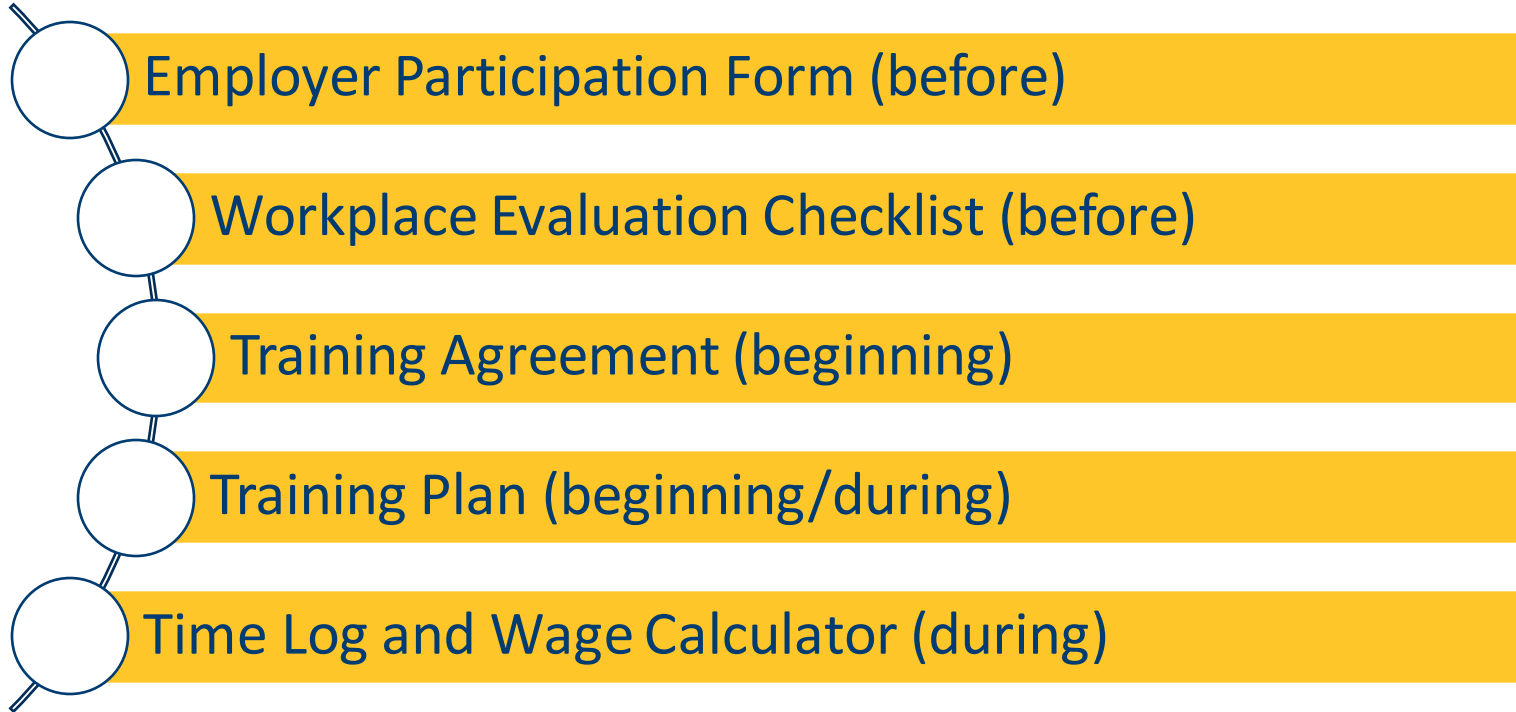 Employer Participation Form (before)
Workplace Evaluation Checklist (before)
Training Agreement (beginning)
Training Plan (beginning/during)
Time Log and Wage Calculator (during)